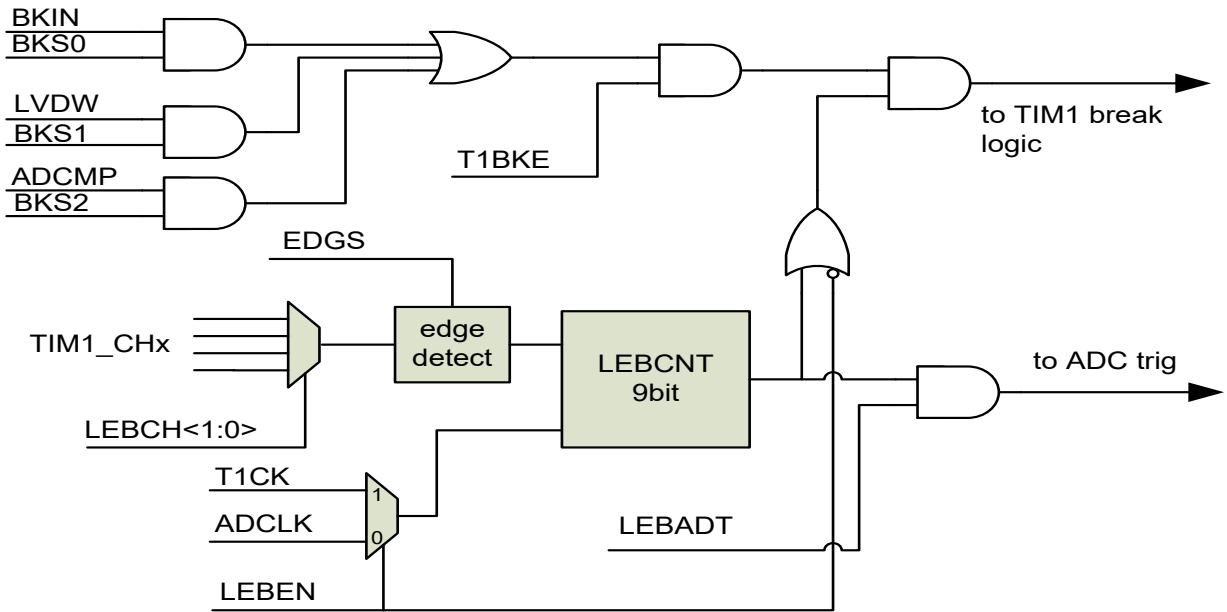 BKIN
BKS0
LVDW
BKS1
ADCMP
BKS2
T1BKE
to TIM1 break
logic
EDGS
TIM1_CHx
edge
detect
LEBCNT
9bit
to ADC trig
LEBCH<1:0>
T1CK
1
ADCLK
0
LEBADT
LEBEN